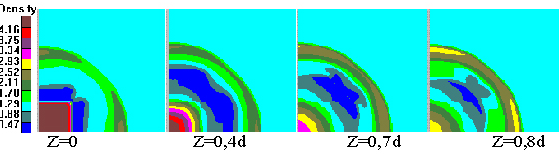 Density
4.16
3.75
3.34
2.93
2.52
2.11
1.70
1.29
0.88
0.47
Z=0
Z=0,4d
Z=0,7d
Z=0,8d